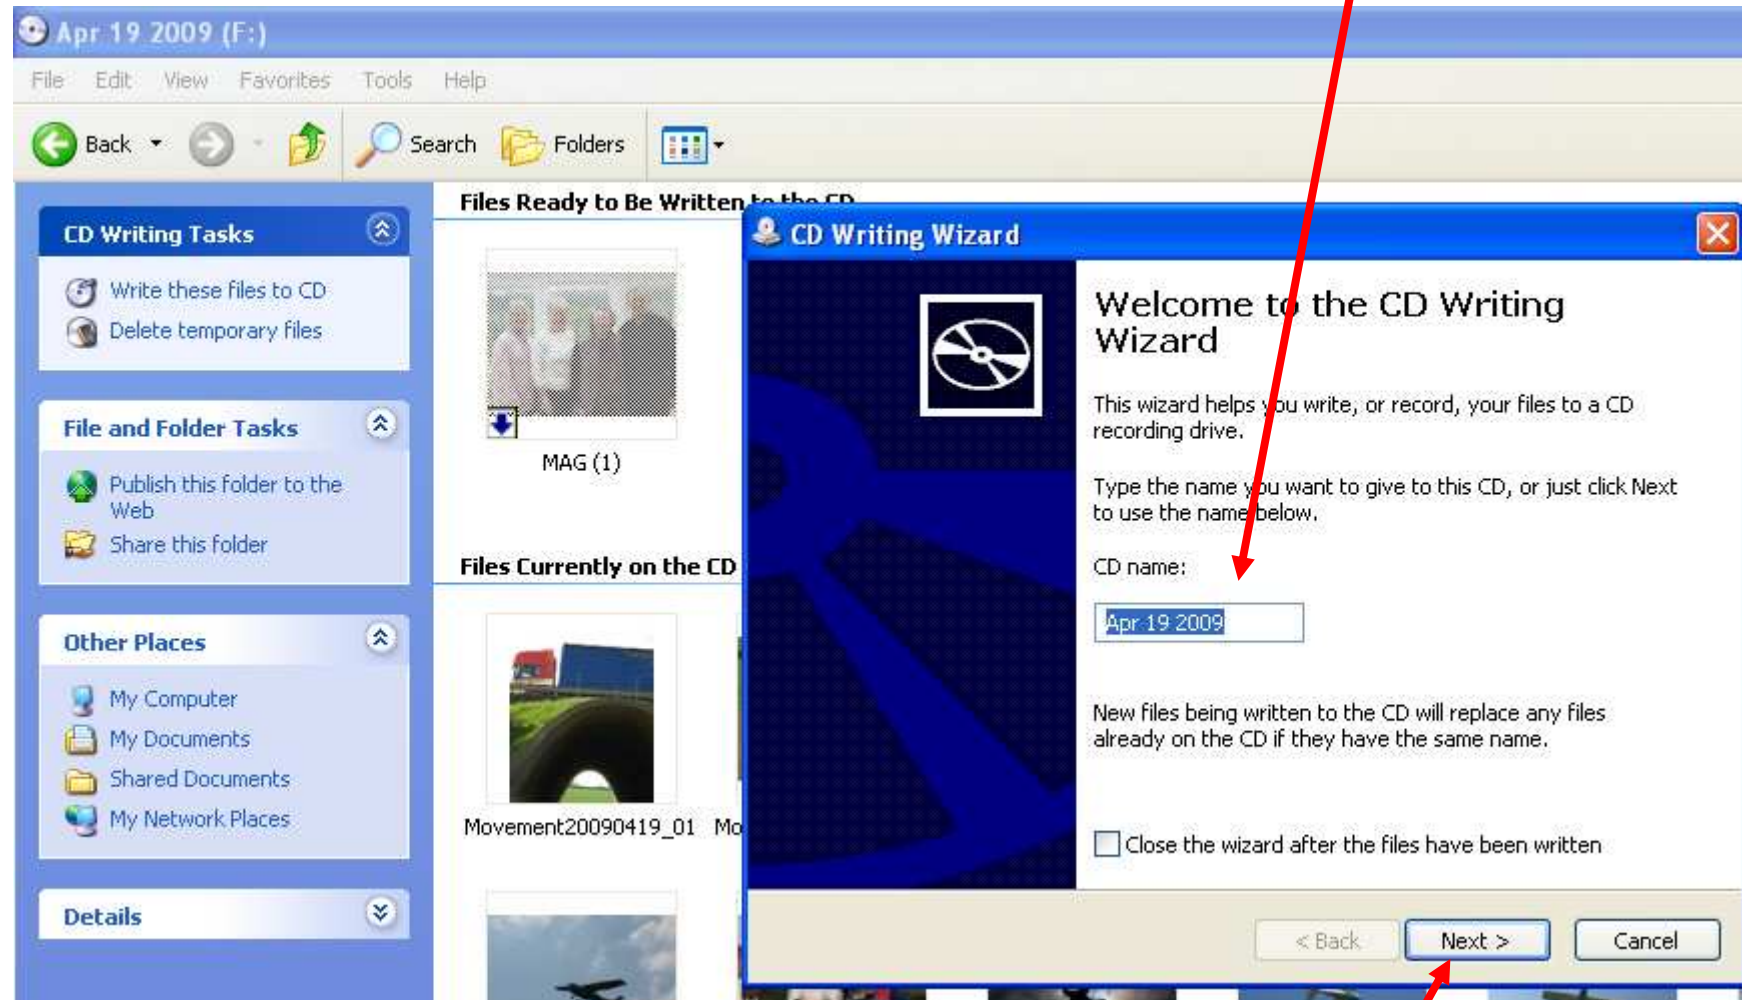 Apr 19 2009 (F:)
File Edit View Favorites Tools Help
Back Search Folders
CD Writing Tasks
Write these files to CD
Delete temporary files
File and Folder Tasks
Publish this folder to the
Web
Share this folder
Other Places
My Computer
My Documents
Shared Documents
My Network Places
Details
Files Ready to Be Written to the CD
MAG (1)
Files Currently on the CD
Movement20090419_01 Mo
CD Writing Wizard
Welcome to the CD Writing
Wizard
This wizard helps you write, or record, your files to a CD
recording drive.
Type the name you want to give to this CD, or just click Next
to use the name below.
CD name:
Apr 19 2009
New files being written to the CD will replace any files
already on the CD if they have the same name.
Close the wizard after the files have been written
< Back Next > Cancel